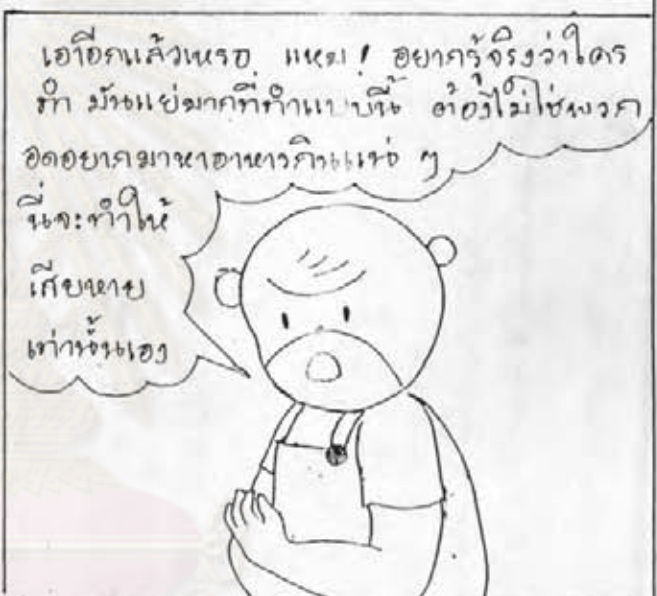 เอาอีกแล้วเหรอ แหม! อยากรู้จริงว่าใคร
ทำ มันแย่มากที่ทำแบบนี้ ต้องไม่ใช่พวก
อดอยากมาหาอาหารกินแน่ ๆ
นี่จะทำให้
เสียหาย
เท่านั้นเอง